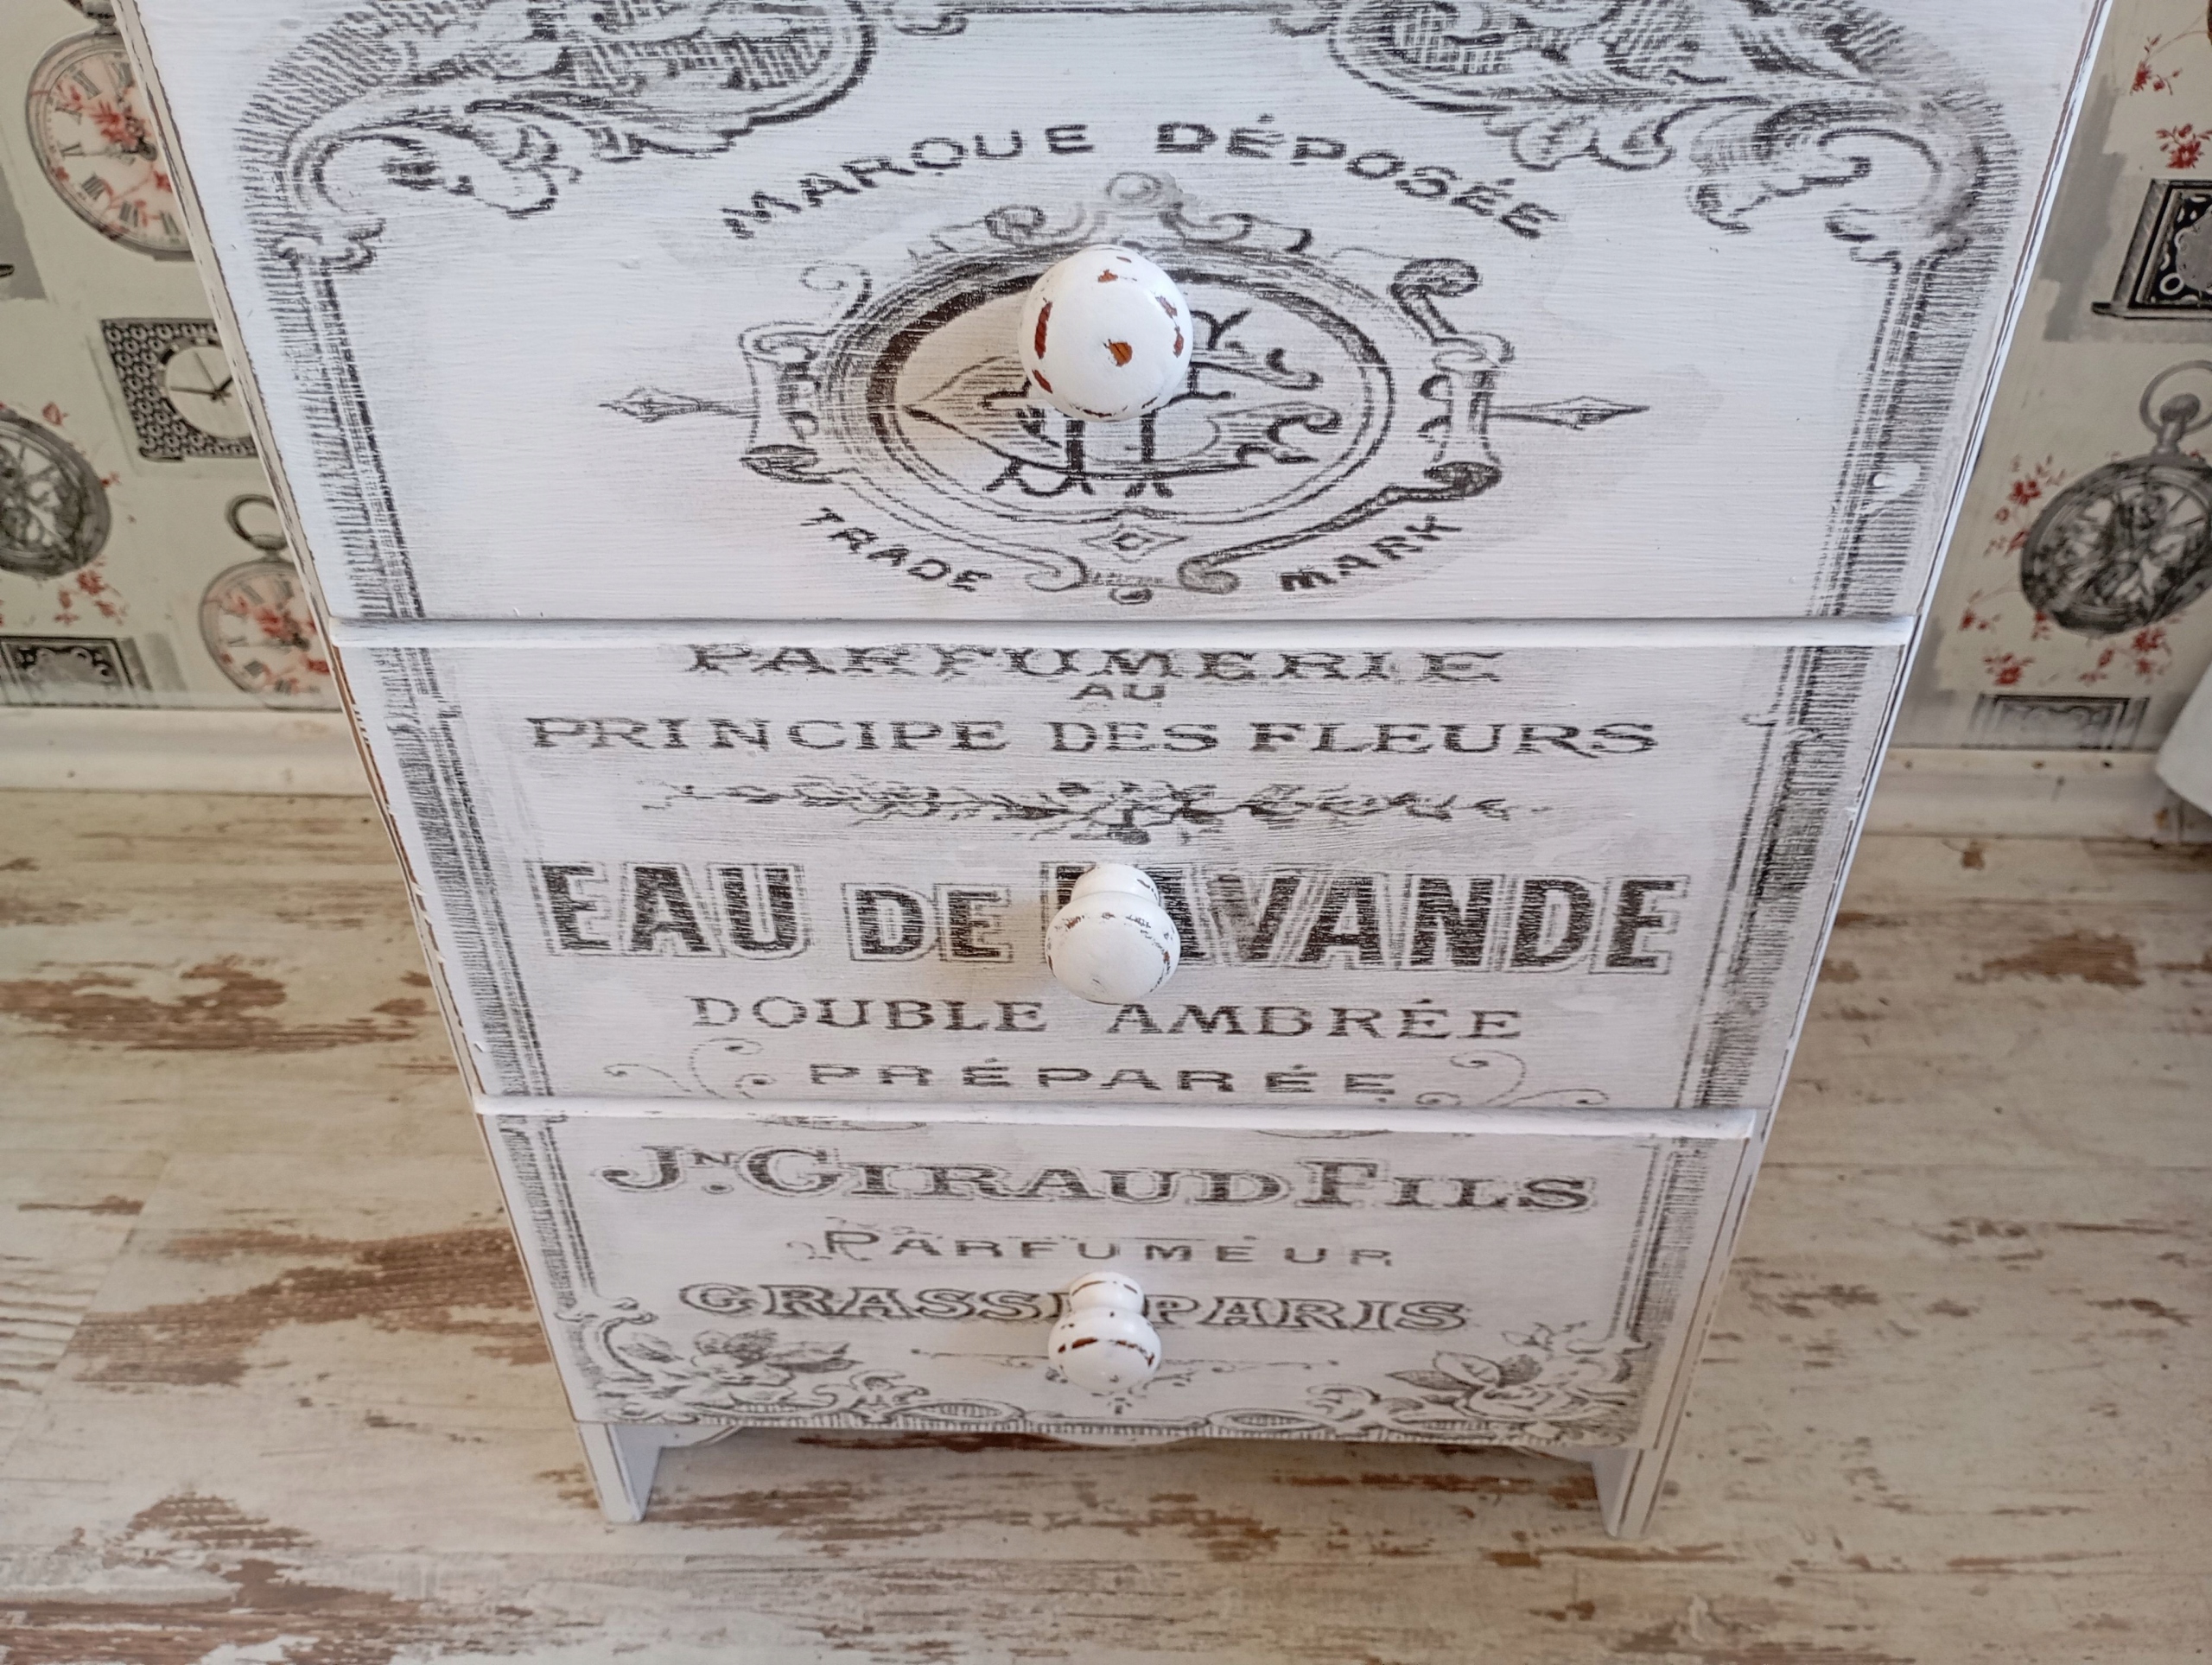 MARQUE DÉPOSÉE
TRADE MARK
PARFUMERIE
AU
PRINCIPE DES FLEURS
EAU DE LAVANDE
DOUBLE AMBRÉE
PRÉPARÉE
JN. GIRAUD FILS
PARFUMEUR
GRASSE PARIS